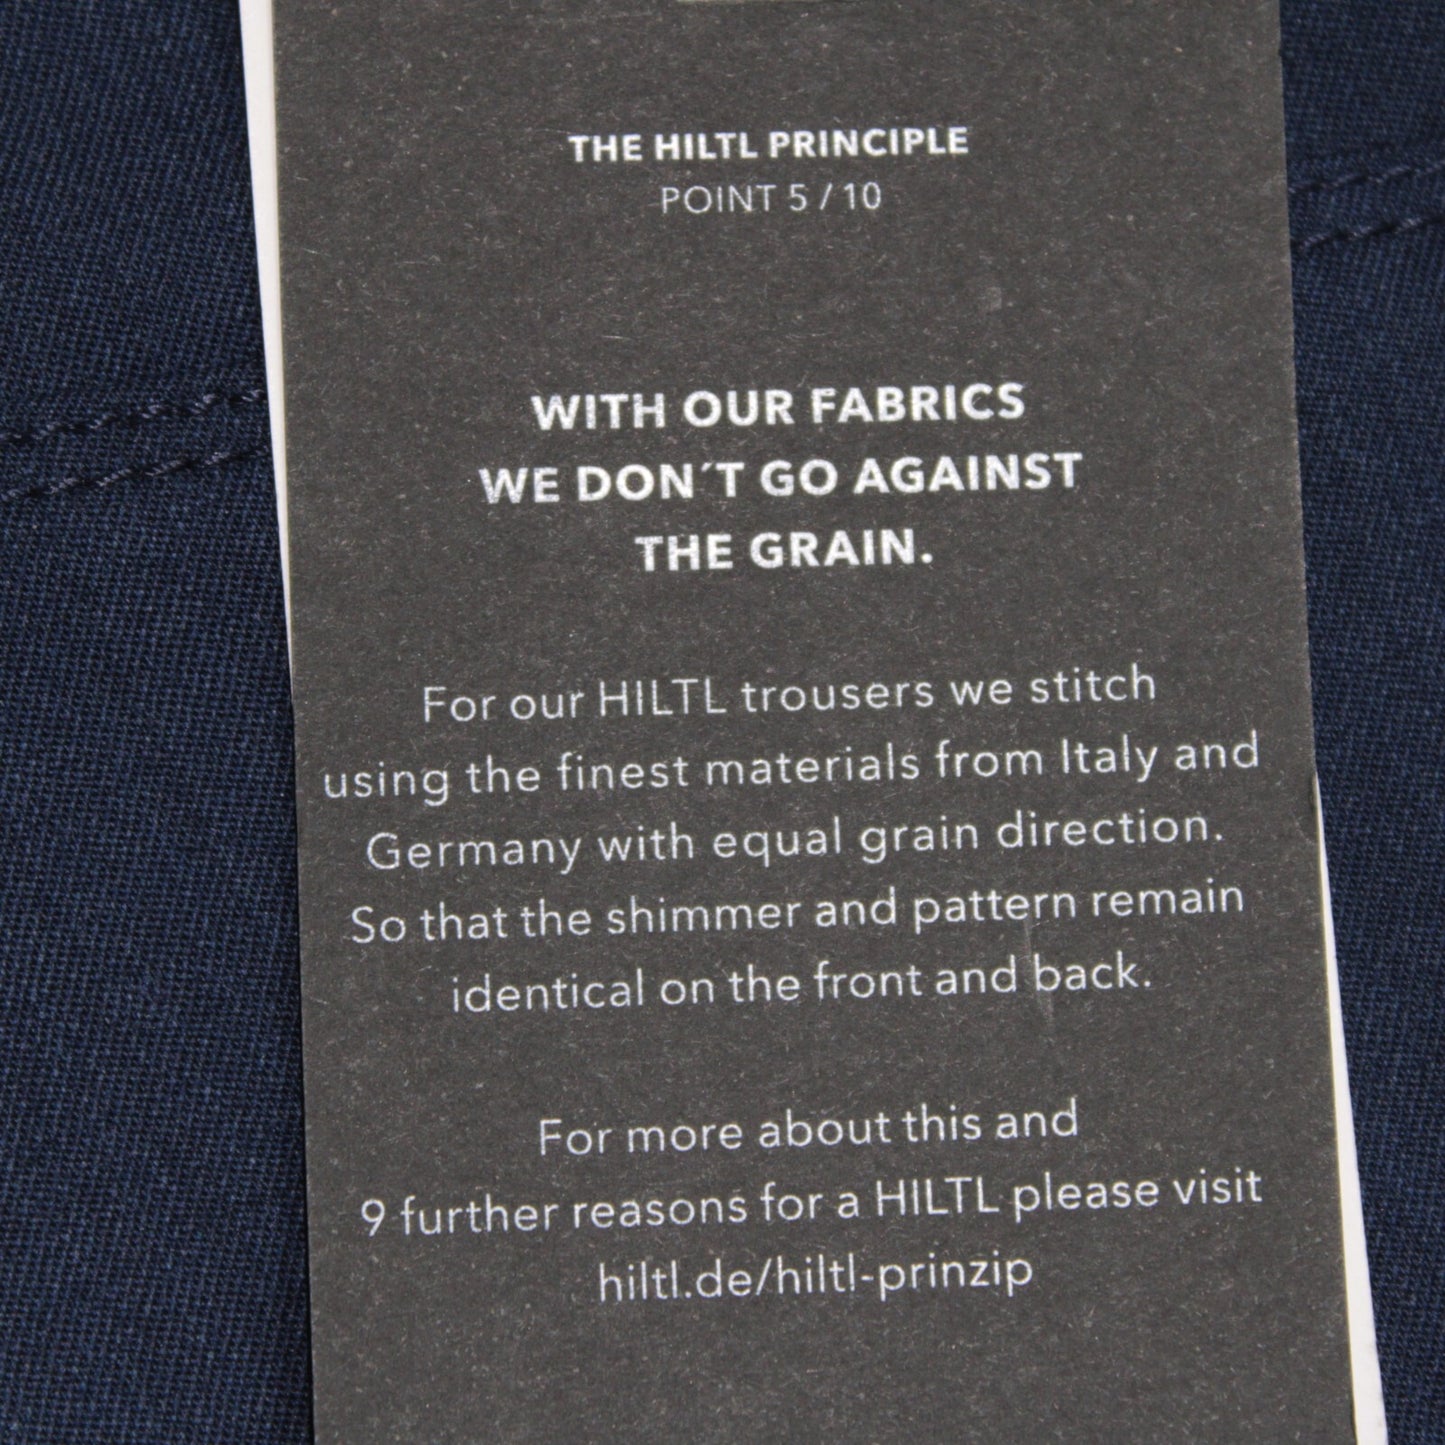 THE HILTL PRINCIPLE
POINT 5 / 10
WITH OUR FABRICS
WE DON´T GO AGAINST
THE GRAIN.
For our HILTL trousers we stitch
using the finest materials from Italy and
Germany with equal grain direction.
So that the shimmer and pattern remain
identical on the front and back.
For more about this and
9 further reasons for a HILTL please visit
hiltl.de/hiltl-prinzip